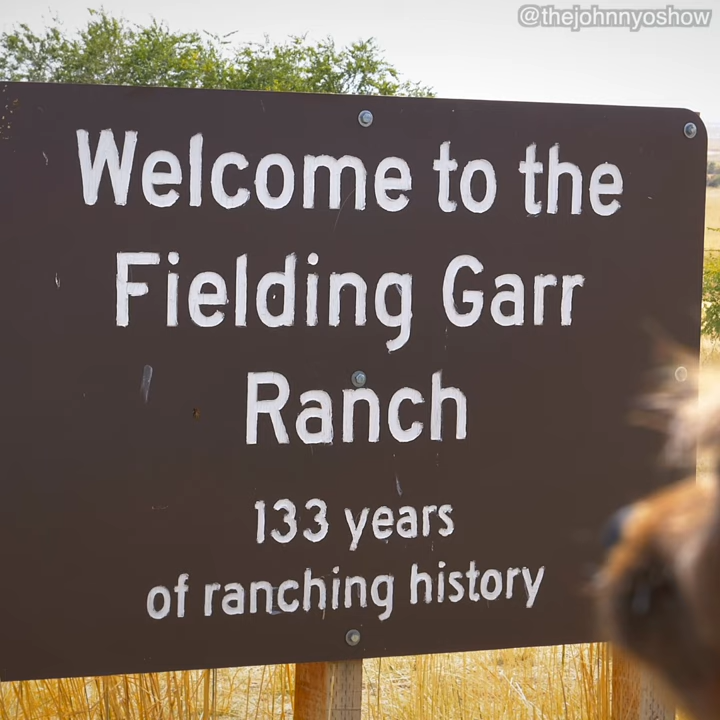 @thejohnnyoshow
Welcome to the
Fielding Garr
Ranch
133 years
of ranching history